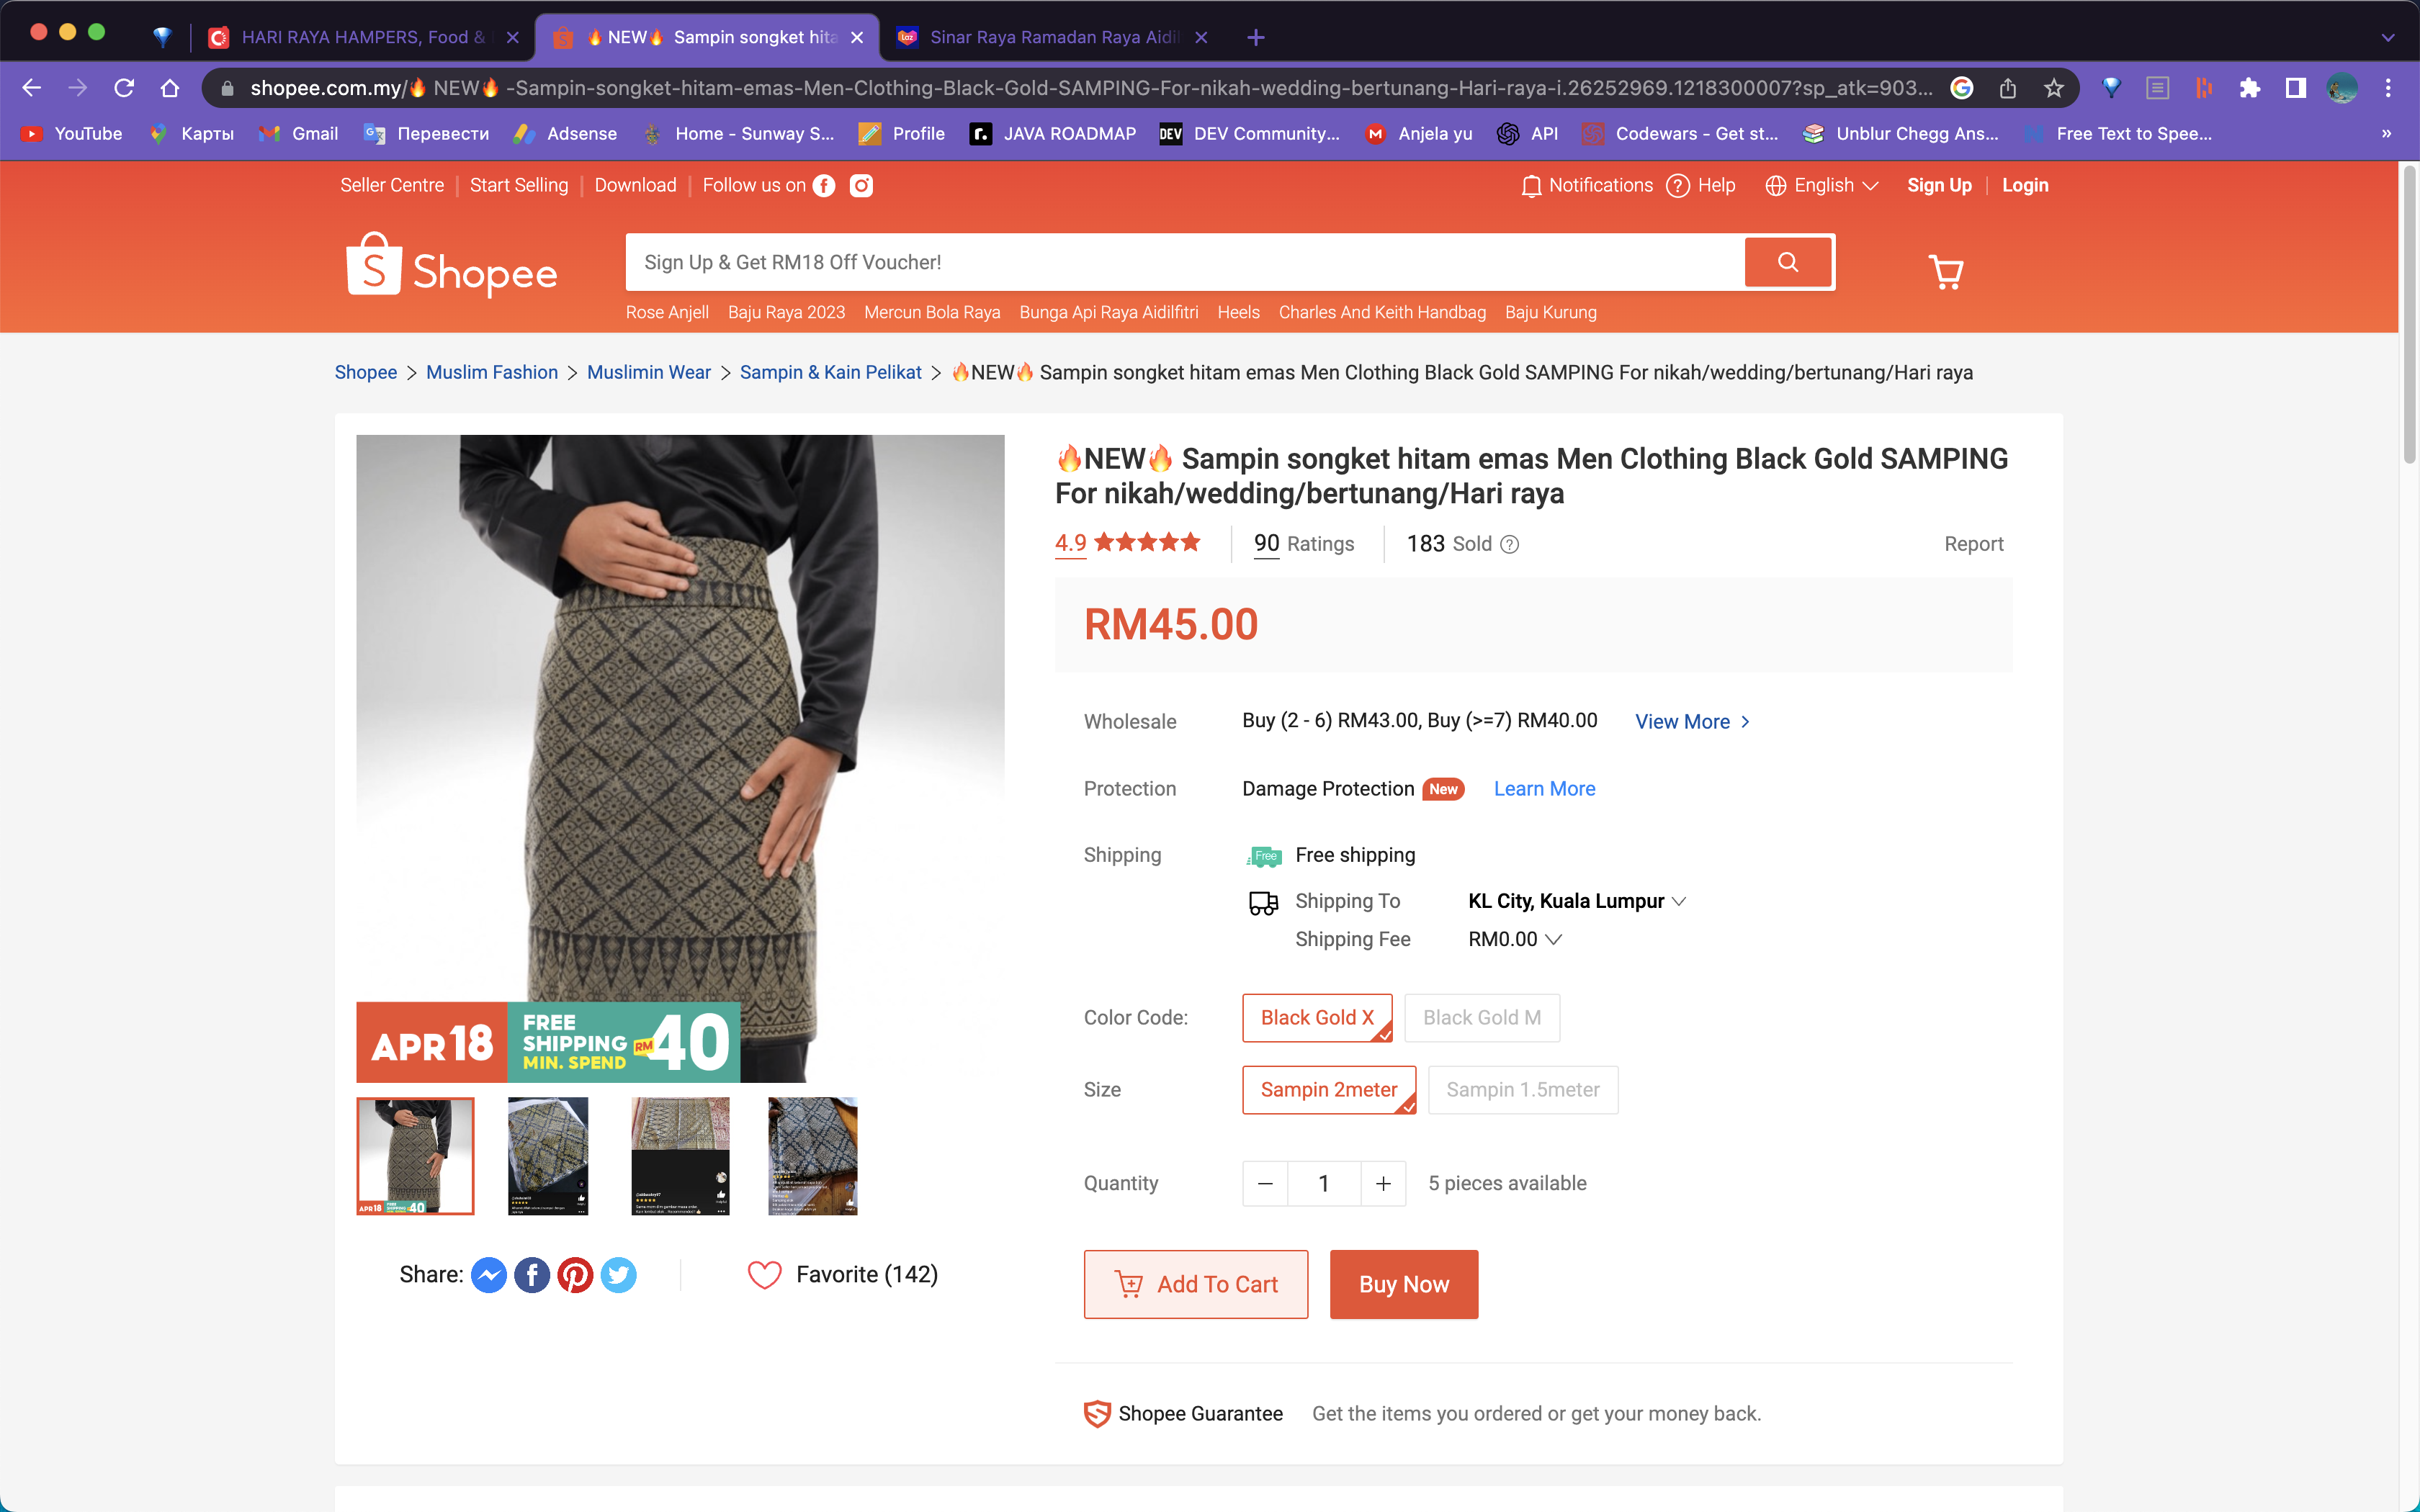 HARI RAYA HAMPERS, Food &
🔥NEW🔥 Sampin songket hita
Sinar Raya Ramadan Raya Aidil
shopee.com.my/🔥NEW🔥-Sampin-songket-hitam-emas-Men-Clothing-Black-Gold-SAMPING-For-nikah-wedding-bertunang-Hari-raya-i.26252969.1218300007?sp_atk=903...
YouTube Карты Gmail Перевести Adsense Home - Sunway S... Profile JAVA ROADMAP DEV DEV Community... Anjela yu API Codewars - Get st... Unblur Chegg Ans... Free Text to Spee... »
Seller Centre | Start Selling | Download | Follow us on
Notifications Help English Sign Up | Login
Shopee
Sign Up & Get RM18 Off Voucher!
Rose Anjell Baju Raya 2023 Mercun Bola Raya Bunga Api Raya Aidilfitri Heels Charles And Keith Handbag Baju Kurung
Shopee > Muslim Fashion > Muslimin Wear > Sampin & Kain Pelikat > 🔥NEW🔥 Sampin songket hitam emas Men Clothing Black Gold SAMPING For nikah/wedding/bertunang/Hari raya
🔥NEW🔥 Sampin songket hitam emas Men Clothing Black Gold SAMPING
For nikah/wedding/bertunang/Hari raya
4.9 90 Ratings 183 Sold Report
RM45.00
Wholesale Buy (2 - 6) RM43.00, Buy (>=7) RM40.00 View More
Protection Damage Protection New Learn More
Shipping Free Free shipping
Shipping To KL City, Kuala Lumpur
Shipping Fee RM0.00
Color Code: Black Gold X Black Gold M
Size Sampin 2meter Sampin 1.5meter
Quantity 1 5 pieces available
Add To Cart Buy Now
Shopee Guarantee Get the items you ordered or get your money back.
APR 18
FREE
SHIPPING
MIN. SPEND
RM 40
APR 18 40
Share:
Favorite (142)